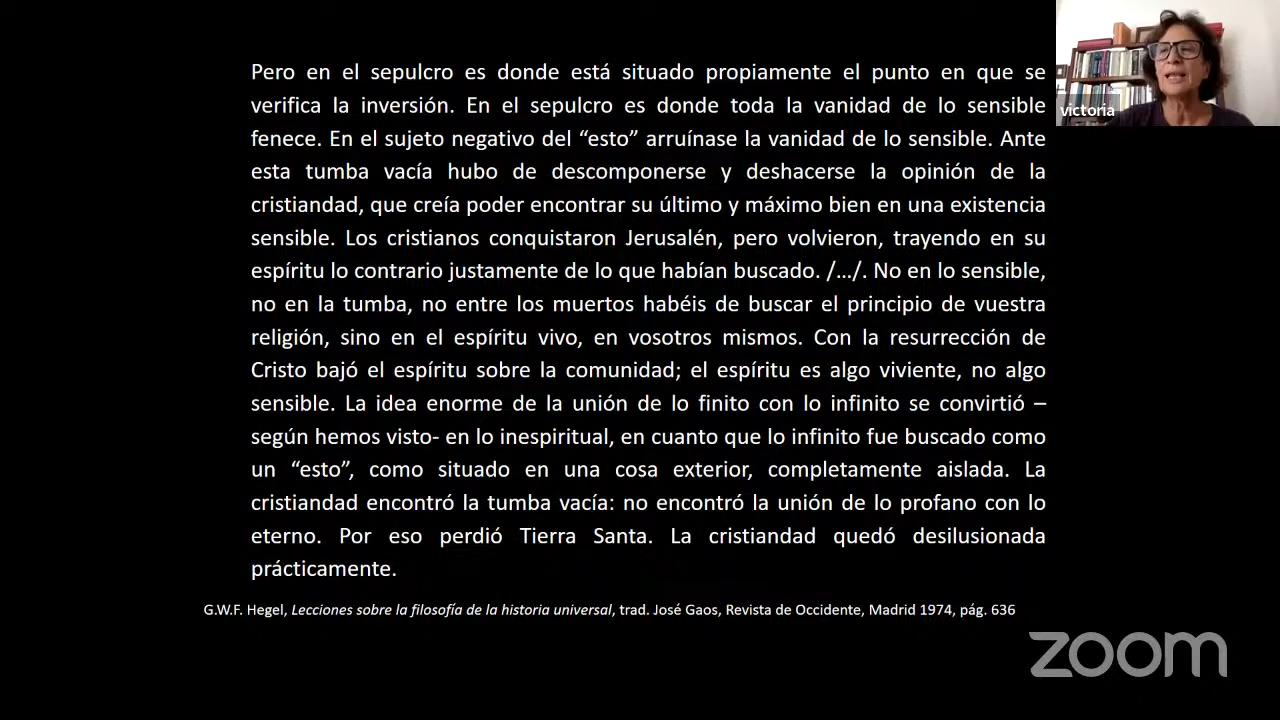 Pero en el sepulcro es donde está situado propiamente el punto en que se
verifica la inversión. En el sepulcro es donde toda la vanidad de lo sensible
fenece. En el sujeto negativo del “esto” arruínase la vanidad de lo sensible. Ante
esta tumba vacía hubo de descomponerse y deshacerse la opinión de la
cristiandad, que creía poder encontrar su último y máximo bien en una existencia
sensible. Los cristianos conquistaron Jerusalén, pero volvieron, trayendo en su
espíritu lo contrario justamente de lo que habían buscado. /…/. No en lo sensible,
no en la tumba, no entre los muertos habéis de buscar el principio de vuestra
religión, sino en el espíritu vivo, en vosotros mismos. Con la resurrección de
Cristo bajó el espíritu sobre la comunidad; el espíritu es algo viviente, no algo
sensible. La idea enorme de la unión de lo finito con lo infinito se convirtió –
según hemos visto- en lo inespiritual, en cuanto que lo infinito fue buscado como
un “esto”, como situado en una cosa exterior, completamente aislada. La
cristiandad encontró la tumba vacía: no encontró la unión de lo profano con lo
eterno. Por eso perdió Tierra Santa. La cristiandad quedó desilusionada
prácticamente.
G.W.F. Hegel, Lecciones sobre la filosofía de la historia universal, trad. José Gaos, Revista de Occidente, Madrid 1974, pág. 636
victoria
zoom